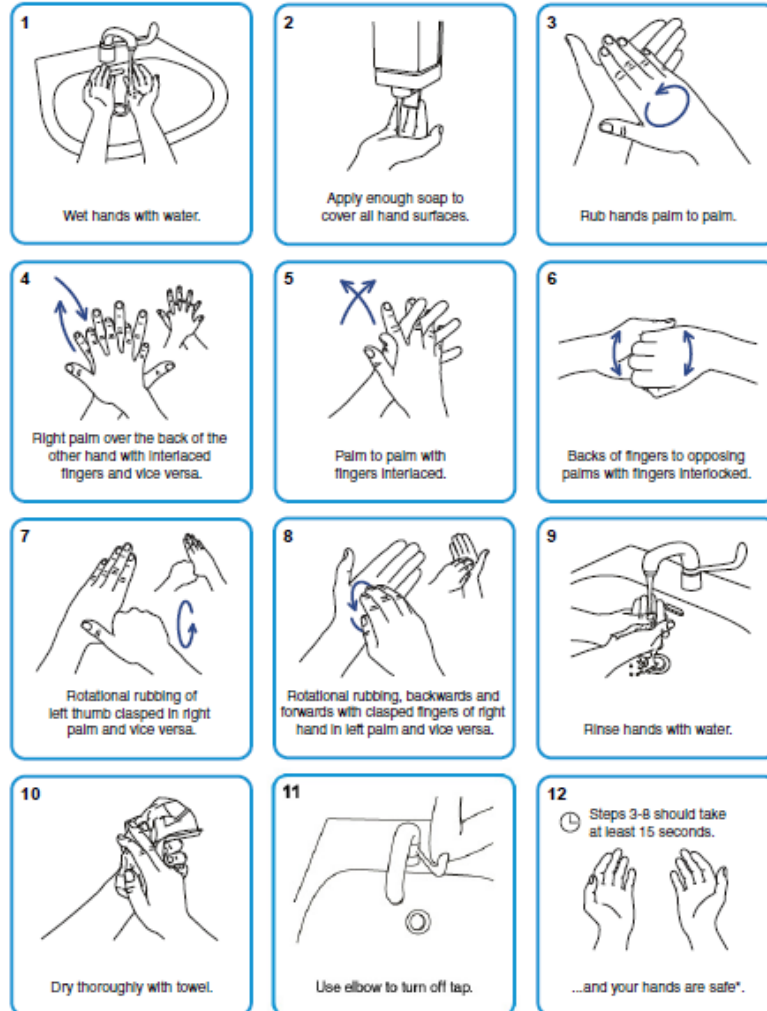 1
Wet hands with water.
2
Apply enough soap to
cover all hand surfaces.
3
Rub hands palm to palm.
4
Right palm over the back of the
other hand with interlaced
fingers and vice versa.
5
Palm to palm with
fingers interlaced.
6
Backs of fingers to opposing
palms with fingers interlocked.
7
Rotational rubbing of
left thumb clasped in right
palm and vice versa.
8
Rotational rubbing, backwards and
forwards with clasped fingers of right
hand in left palm and vice versa.
9
Rinse hands with water.
10
Dry thoroughly with towel.
11
Use elbow to turn off tap.
12
Steps 3-8 should take
at least 15 seconds.
...and your hands are safe*.